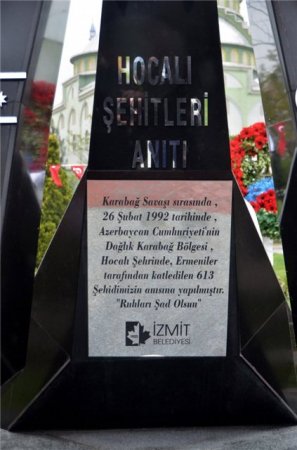 HOCALI
ŞEHİTLERİ
ANITI
Karabağ Savaşı sırasında ,
26 Şubat 1992 tarihinde ,
Azerbaycan Cumhuriyeti'nin
Dağlık Karabağ Bölgesi ,
Hocalı Şehrinde, Ermeniler
tarafından katledilen 613
Şehidimizin anısına yapılmıştır.
"Ruhları Şad Olsun"
İZMİT
BELEDİYESİ